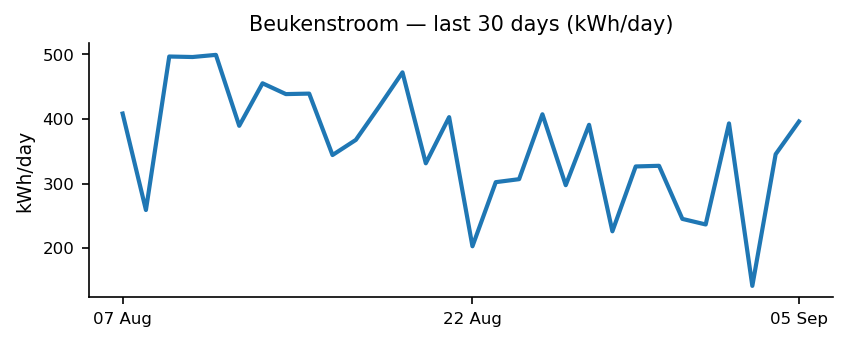 Beukenstroom — last 30 days (kWh/day)
kWh/day
500
400
300
200
07 Aug
22 Aug
05 Sep